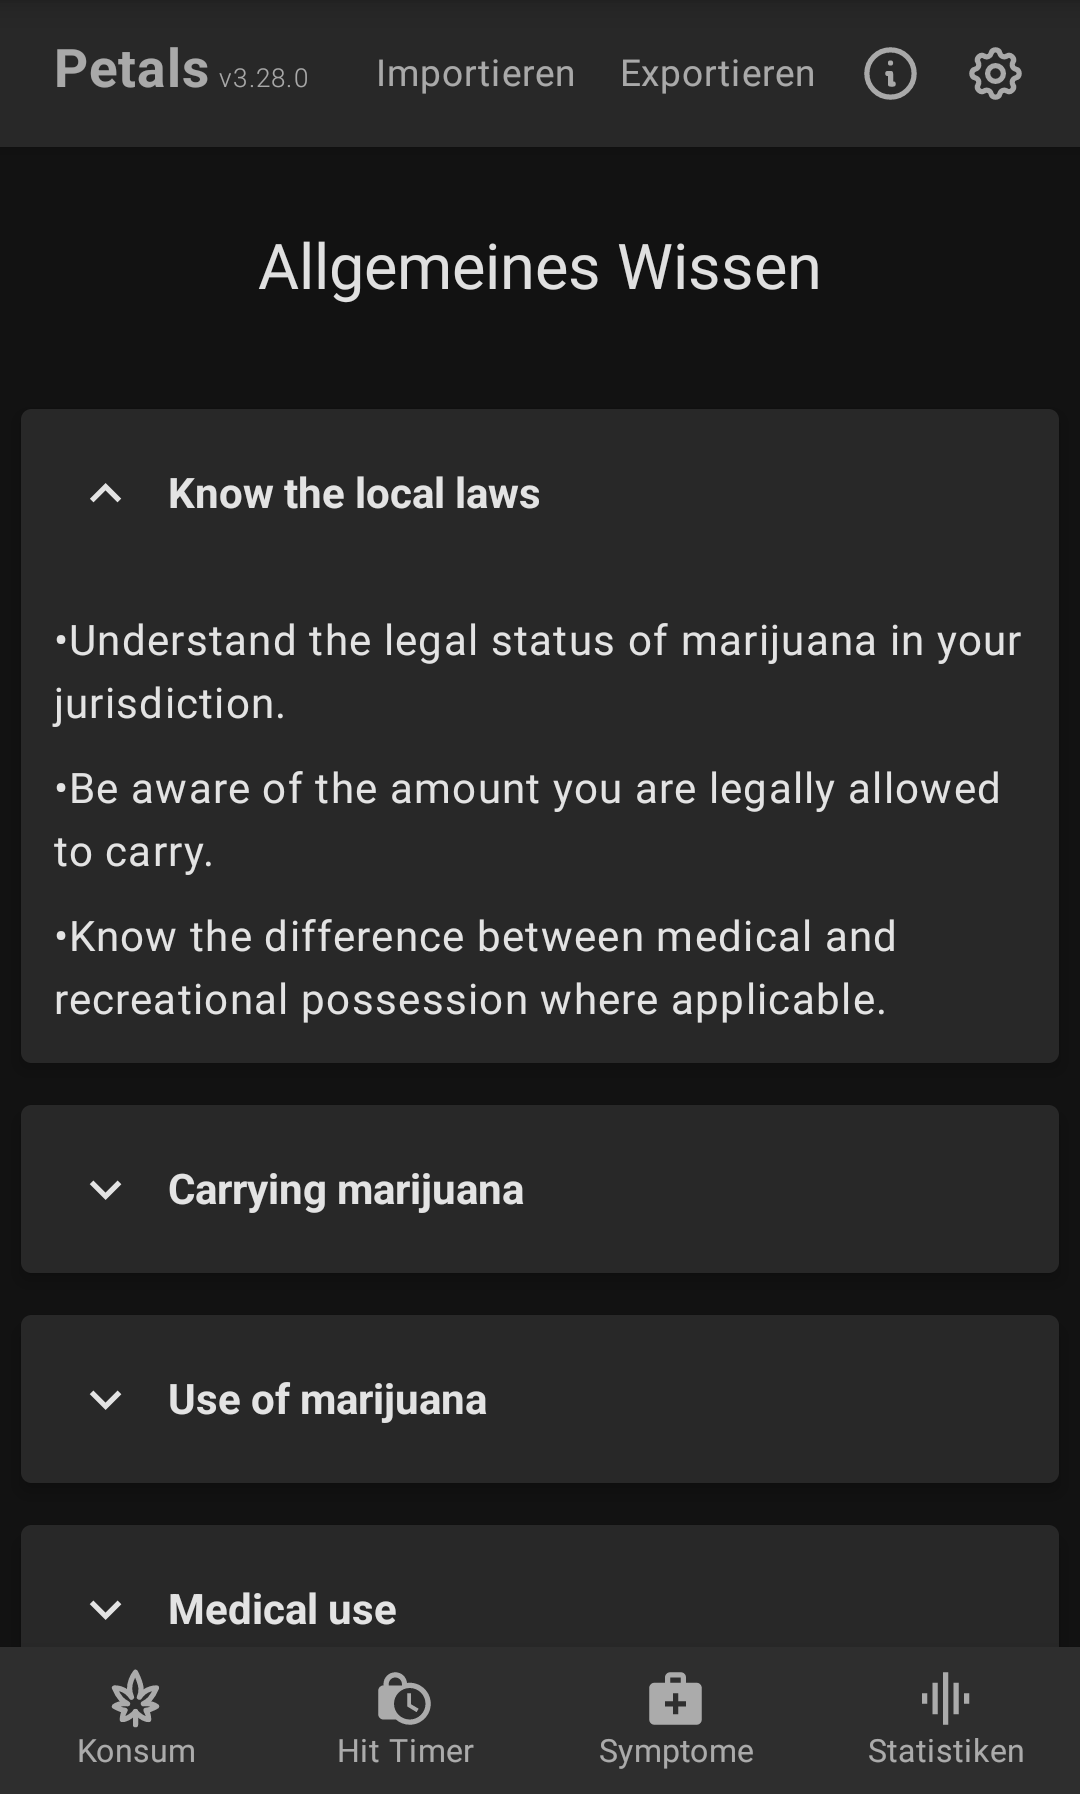 Petals v3.28.0 Importieren Exportieren
Allgemeines Wissen
Know the local laws
•Understand the legal status of marijuana in your
jurisdiction.
•Be aware of the amount you are legally allowed
to carry.
•Know the difference between medical and
recreational possession where applicable.
Carrying marijuana
Use of marijuana
Medical use
Konsum Hit Timer Symptome Statistiken